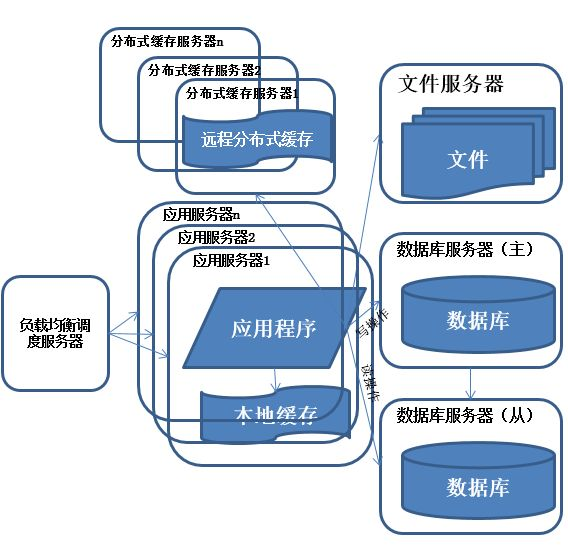 分布式缓存服务器n
分布式缓存服务器2
分布式缓存服务器1
远程分布式缓存
文件服务器
文件
应用服务器n
应用服务器2
应用服务器1
应用程序
本地缓存
负载均衡调
度服务器
写操作
读操作
数据库服务器（主）
数据库
数据库服务器（从）
数据库